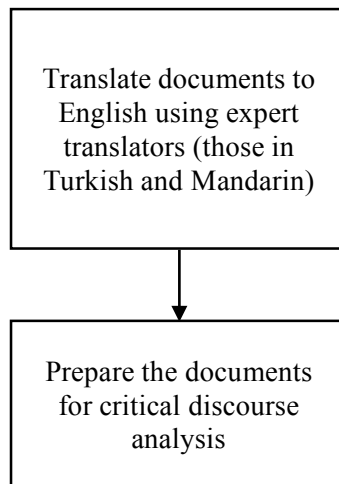 Translate documents to
English using expert
translators (those in
Turkish and Mandarin)
Prepare the documents
for critical discourse
analysis